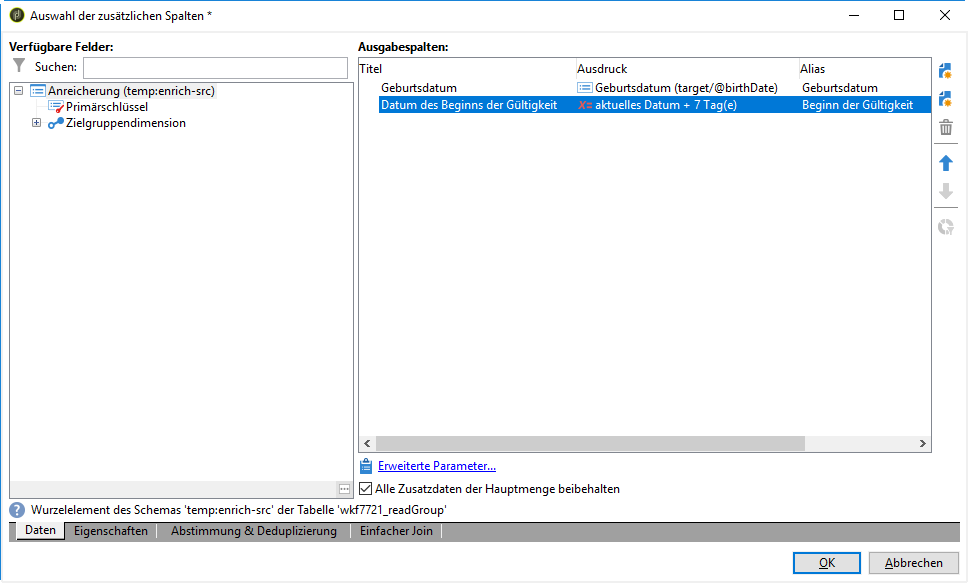 Auswahl der zusätzlichen Spalten *
Verfügbare Felder:
Suchen:
Anreicherung (temp:enrich-src)
Primärschlüssel
Zielgruppendimension
Ausgabespalten:
Titel Ausdruck Alias
Geburtsdatum Geburtsdatum (target/@birthDate) Geburtsdatum
Datum des Beginns der Gültigkeit aktuelles Datum + 7 Tag(e) Beginn der Gültigkeit
Erweiterte Parameter...
Alle Zusatzdaten der Hauptmenge beibehalten
Wurzelelement des Schemas 'temp:enrich-src' der Tabelle 'wkf7721_readGroup'
Daten Eigenschaften Abstimmung & Deduplizierung Einfacher Join
OK Abbrechen